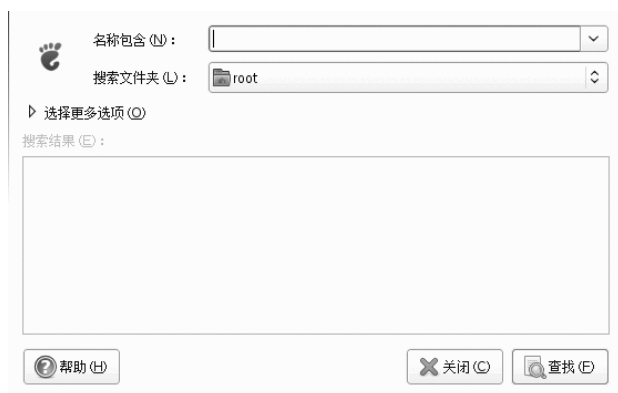 名称包含(N)：
搜索文件夹(L)： root
选择更多选项(O)
搜索结果(E)：
帮助(H) 关闭(C) 查找(F)